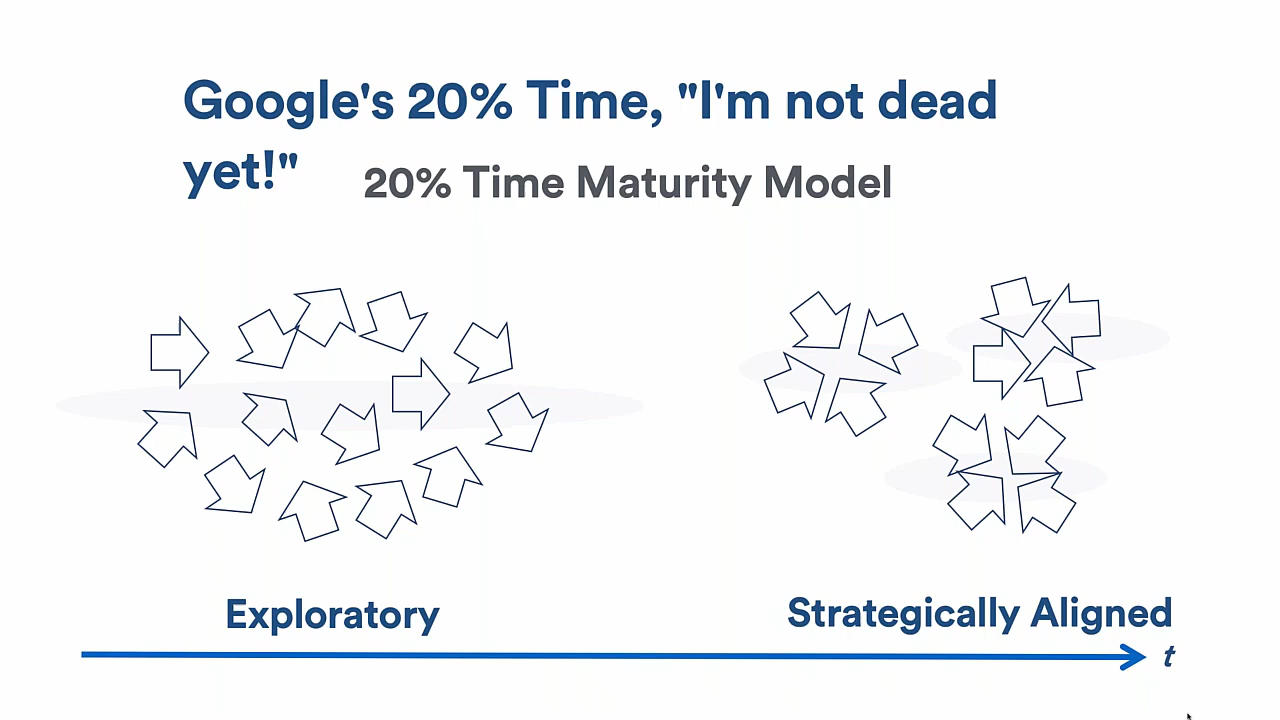 Google's 20% Time, "I'm not dead
yet!"
20% Time Maturity Model
Exploratory
Strategically Aligned
t